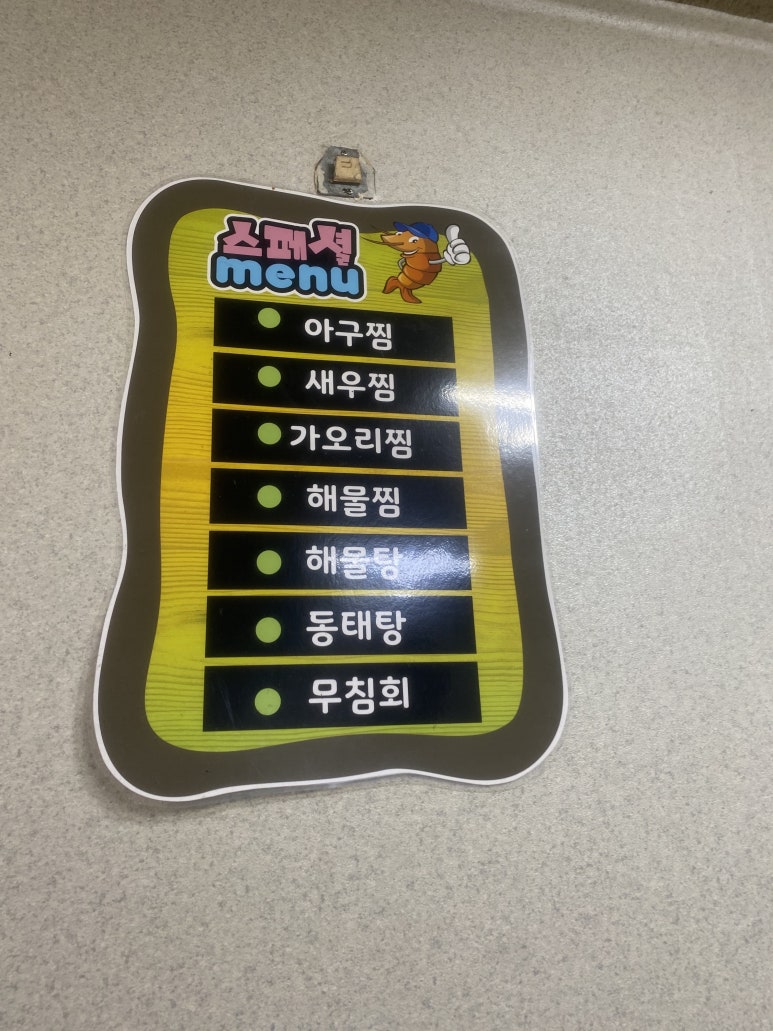 스페셜
menu
아구찜
새우찜
가오리찜
해물찜
해물탕
동태탕
무침회